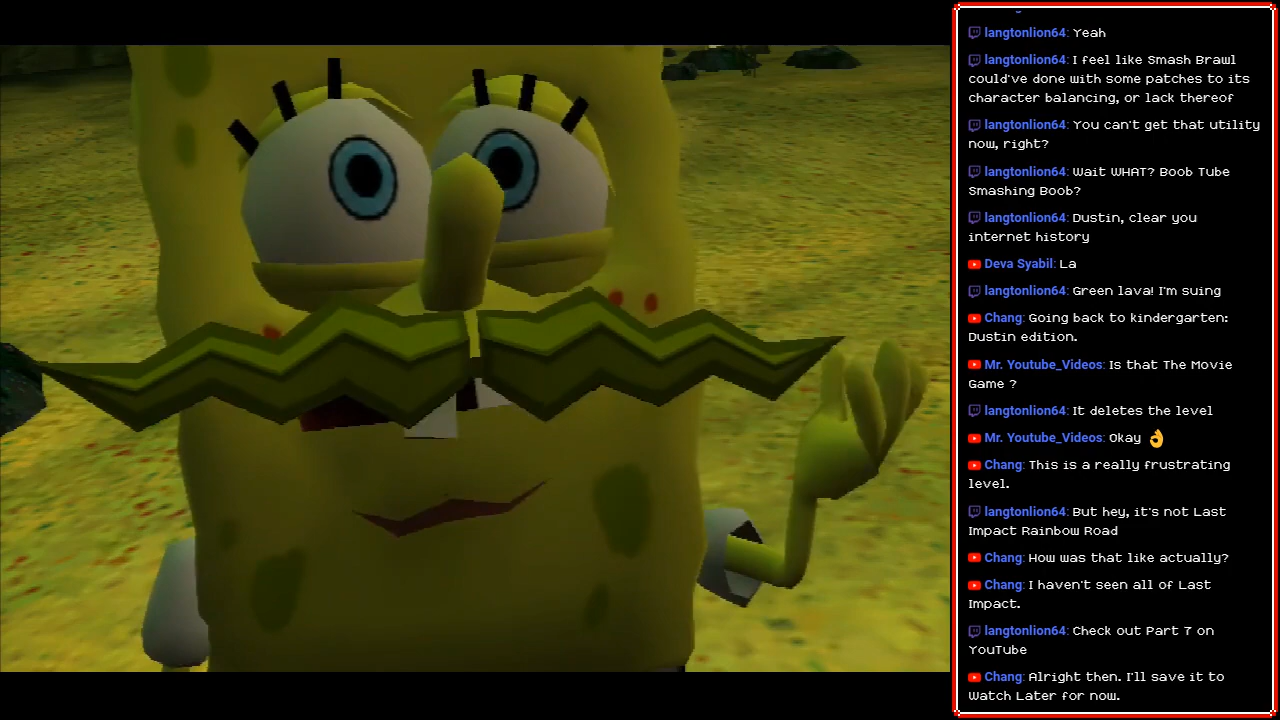 langtonlion64: Yeah
langtonlion64: I feel like Smash Brawl
could've done with some patches to its
character balancing, or lack thereof
langtonlion64: You can't get that utility
now, right?
langtonlion64: Wait WHAT? Boob Tube
Smashing Boob?
langtonlion64: Dustin, clear you
internet history
Deva Syabil: La
langtonlion64: Green lava! I'm suing
Chang: Going back to kindergarten:
Dustin edition.
Mr. Youtube_Videos: Is that The Movie
Game ?
langtonlion64: It deletes the level
Mr. Youtube_Videos: Okay 👌
Chang: This is a really frustrating
level.
langtonlion64: But hey, it's not Last
Impact Rainbow Road
Chang: How was that like actually?
Chang: I haven't seen all of Last
Impact.
langtonlion64: Check out Part 7 on
YouTube
Chang: Alright then. I'll save it to
Watch Later for now.